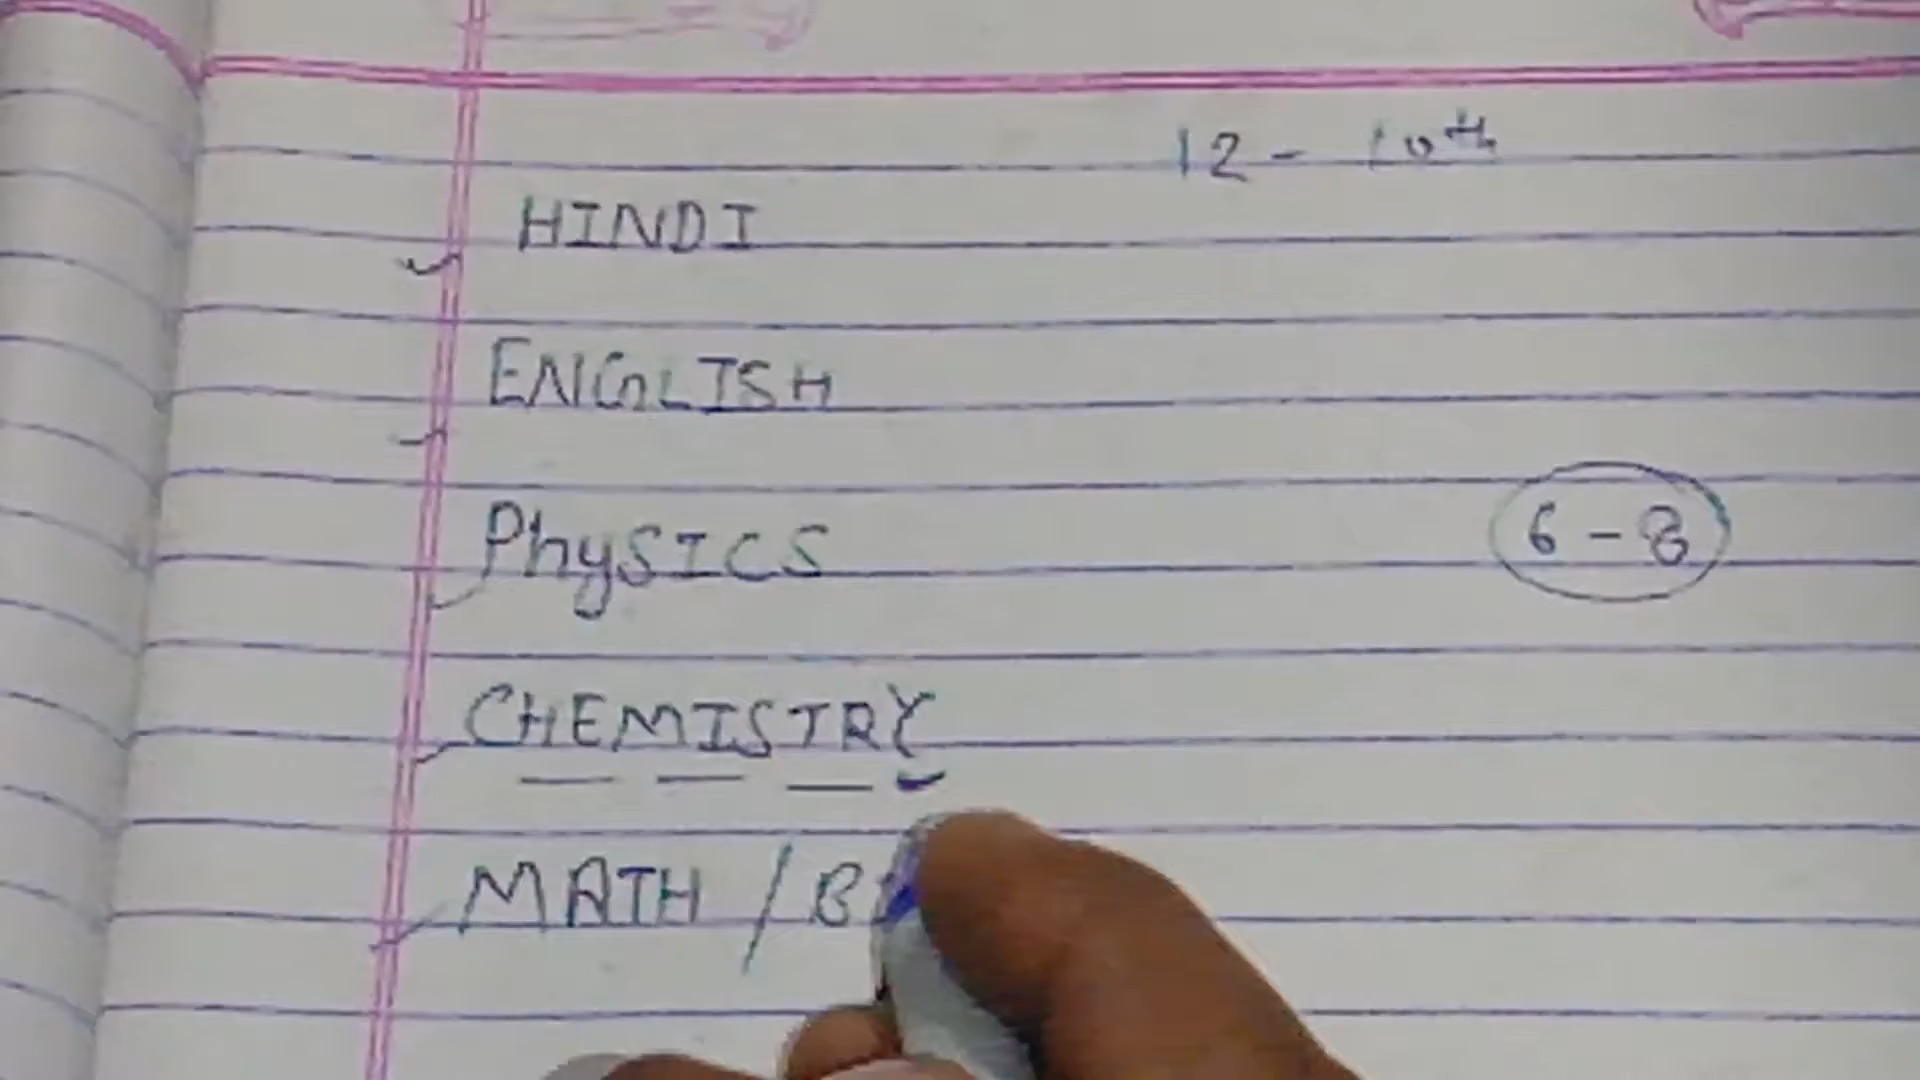 12 - 10th
HINDI
ENGLISH
PhySICS
6 - 8
CHEMISTRY
MATH /